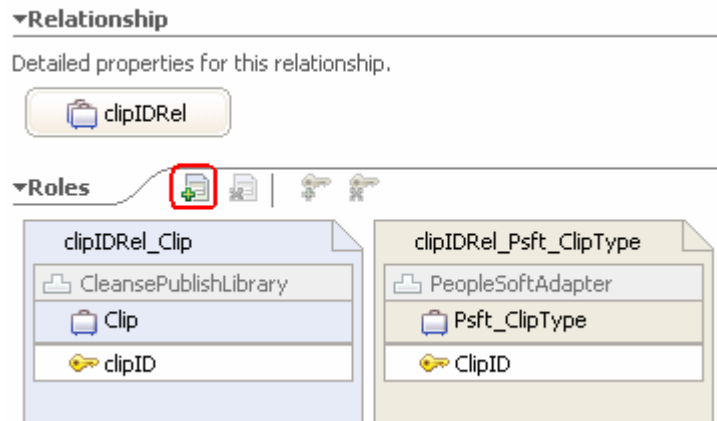 Relationship
Detailed properties for this relationship.
clipIDRel
Roles
clipIDRel_Clip
CleansePublishLibrary
Clip
clipID
clipIDRel_Psft_ClipType
PeopleSoftAdapter
Psft_ClipType
ClipID